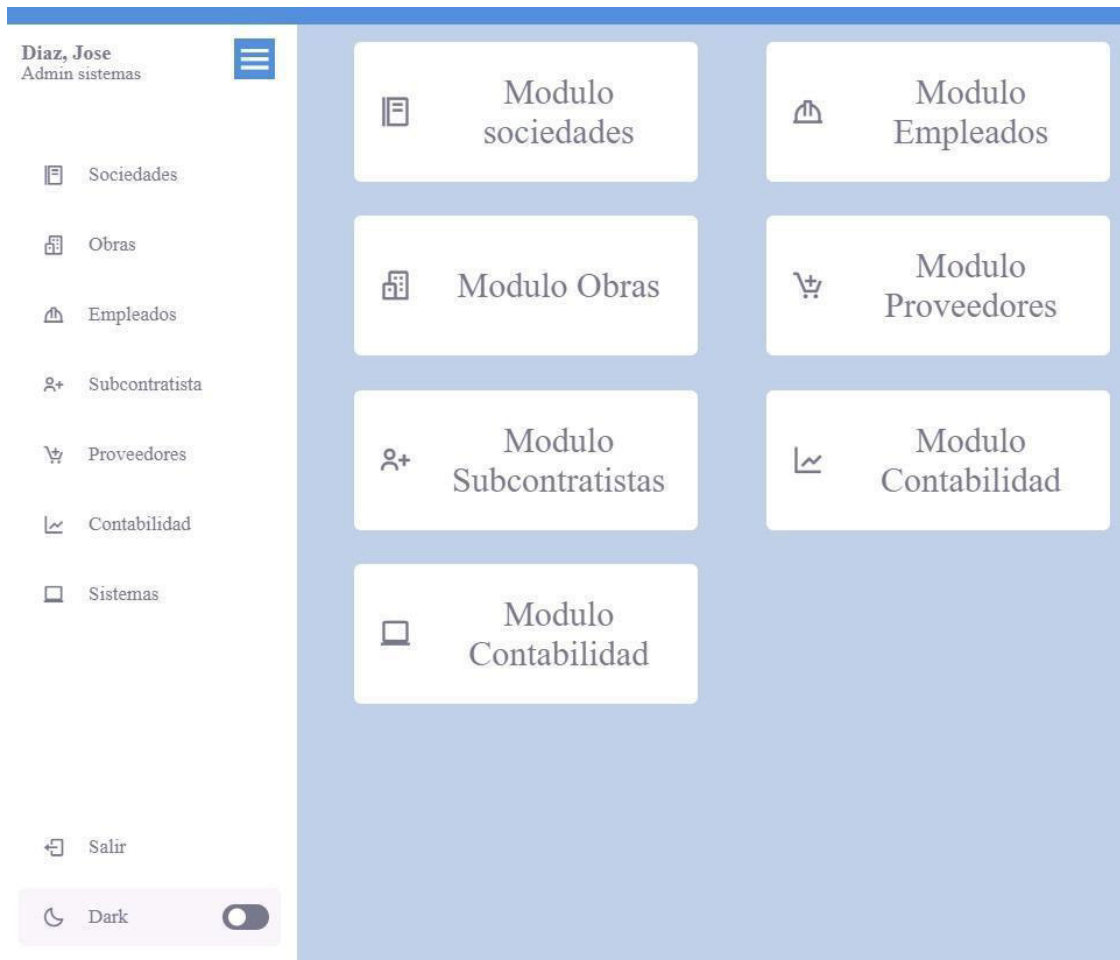 Diaz, Jose
Admin sistemas
Sociedades
Obras
Empleados
Subcontratista
Proveedores
Contabilidad
Sistemas
Salir
Dark
Modulo
sociedades
Modulo
Empleados
Modulo Obras
Modulo
Proveedores
Modulo
Subcontratistas
Modulo
Contabilidad
Modulo
Contabilidad